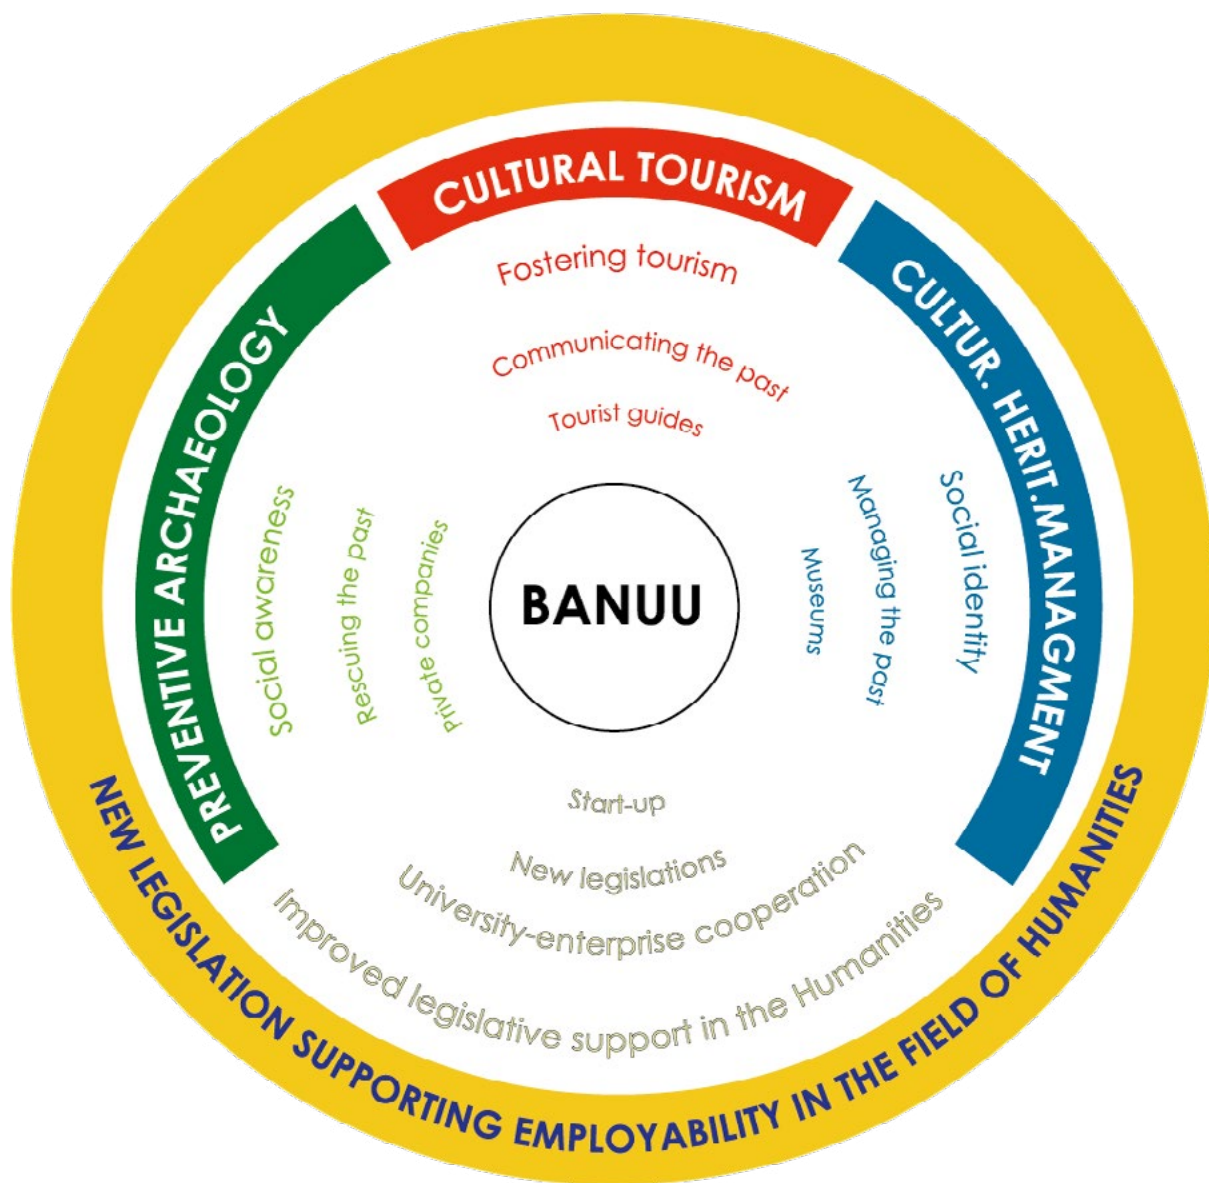 CULTURAL TOURISM
Fostering tourism
Communicating the past
Tourist guides
PREVENTIVE ARCHAEOLOGY
Social awareness
Rescuing the past
Private companies
BANUU
CULTUR. HERIT.MANAGMENT
Social identity
Managing the past
Museums
Start-up
New legislations
University-enterprise cooperation
Improved legislative support in the Humanities
NEW LEGISLATION SUPPORTING EMPLOYABILITY IN THE FIELD OF HUMANITIES